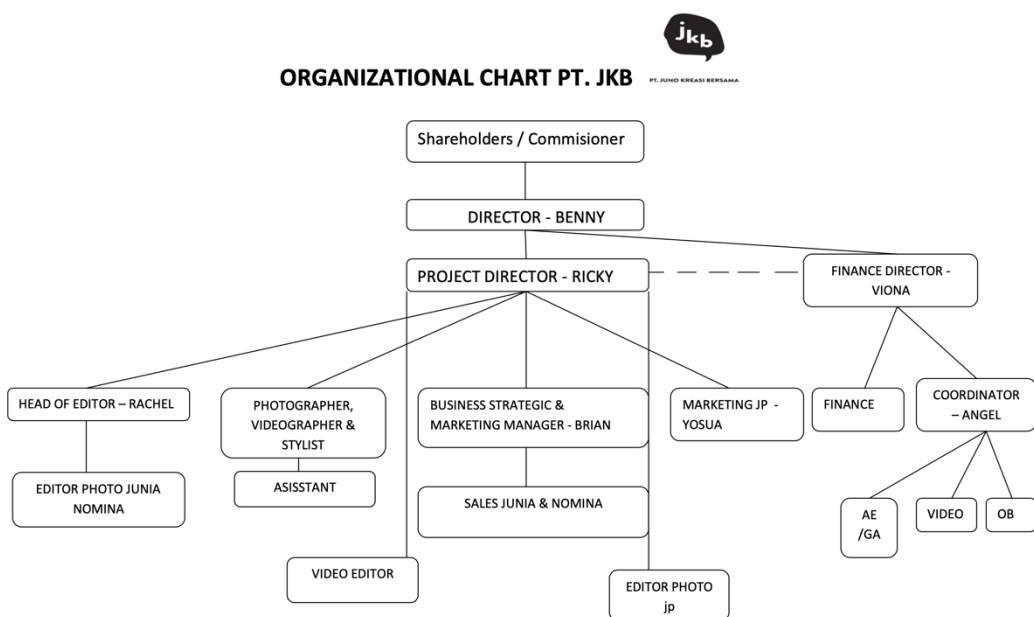 jkb
ORGANIZATIONAL CHART PT. JKB
PT. JUNO KREASI BERSAMA
Shareholders / Commisioner
DIRECTOR - BENNY
PROJECT DIRECTOR - RICKY
FINANCE DIRECTOR -
VIONA
HEAD OF EDITOR – RACHEL
PHOTOGRAPHER,
VIDEOGRAPHER &
STYLIST
BUSINESS STRATEGIC &
MARKETING MANAGER - BRIAN
MARKETING JP -
YOSUA
FINANCE
COORDINATOR
– ANGEL
EDITOR PHOTO JUNIA
NOMINA
ASISSTANT
SALES JUNIA & NOMINA
AE
/GA
VIDEO
OB
VIDEO EDITOR
EDITOR PHOTO
jp